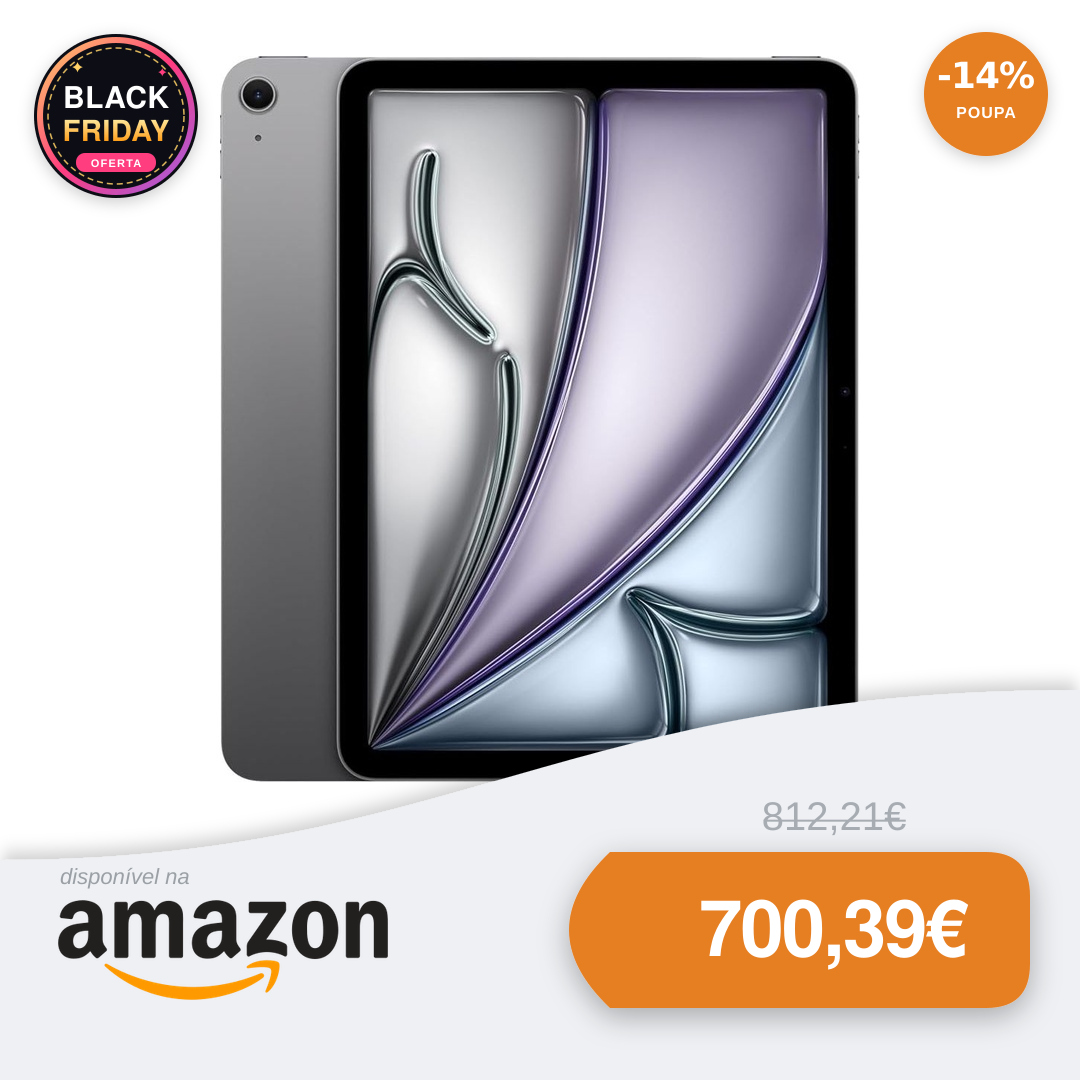 BLACK
FRIDAY
OFERTA
-14%
POUPA
812,21€
disponível na
amazon
700,39€